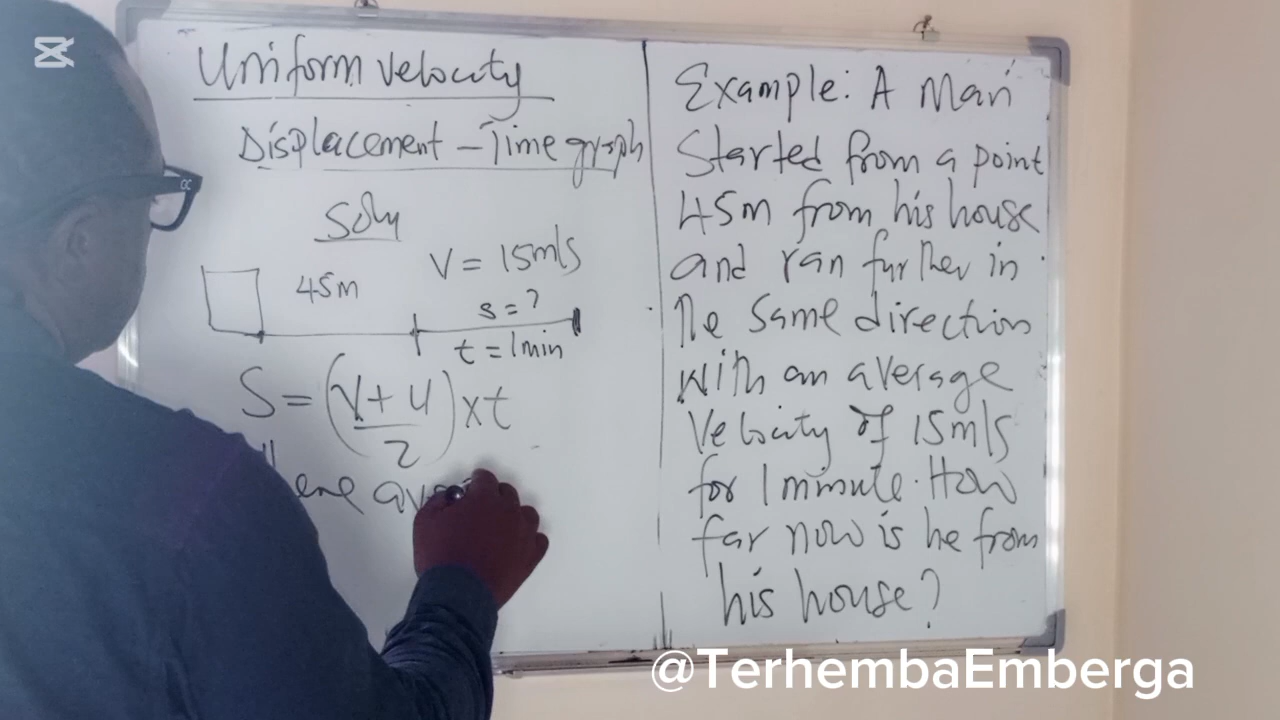 Uniform velocity
Displacement - Time graph
Soln
45m
V = 15m/s
s = ?
t = 1min
S = (v + u / 2) x t
ere ave
Example: A Man
Started from a point
45m from his house
and ran further in
the same direction
with an average
velocity of 15m/s
for 1 minute. How
far now is he from
his house?
@TerhembaEmberga